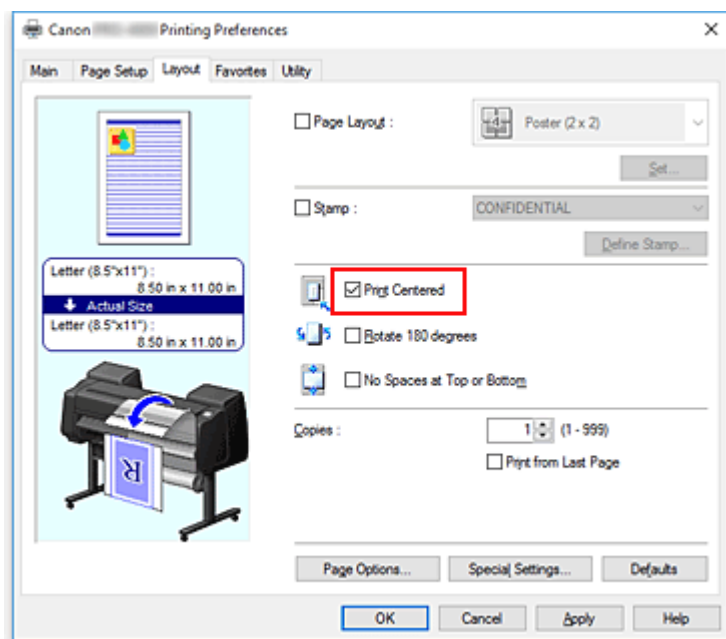 Canon Printing Preferences
Main Page Setup Layout Favorites Utility
Page Layout :
4
Poster (2 x 2)
Set...
Stamp :
CONFIDENTIAL
Define Stamp...
Letter (8.5"x11") :
8.50 in x 11.00 in
Actual Size
Letter (8.5"x11") :
8.50 in x 11.00 in
Print Centered
Rotate 180 degrees
No Spaces at Top or Bottom
R
Copies :
1 (1 - 999)
Print from Last Page
Page Options... Special Settings... Defaults
OK Cancel Apply Help